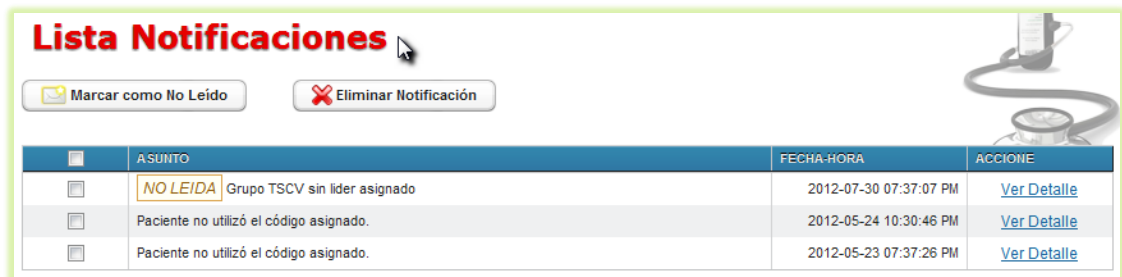 Lista Notificaciones
Marcar como No Leído Eliminar Notificación
ASUNTO FECHA-HORA ACCIONE
NO LEIDA Grupo TSCV sin lider asignado 2012-07-30 07:37:07 PM Ver Detalle
Paciente no utilizó el código asignado. 2012-05-24 10:30:46 PM Ver Detalle
Paciente no utilizó el código asignado. 2012-05-23 07:37:26 PM Ver Detalle